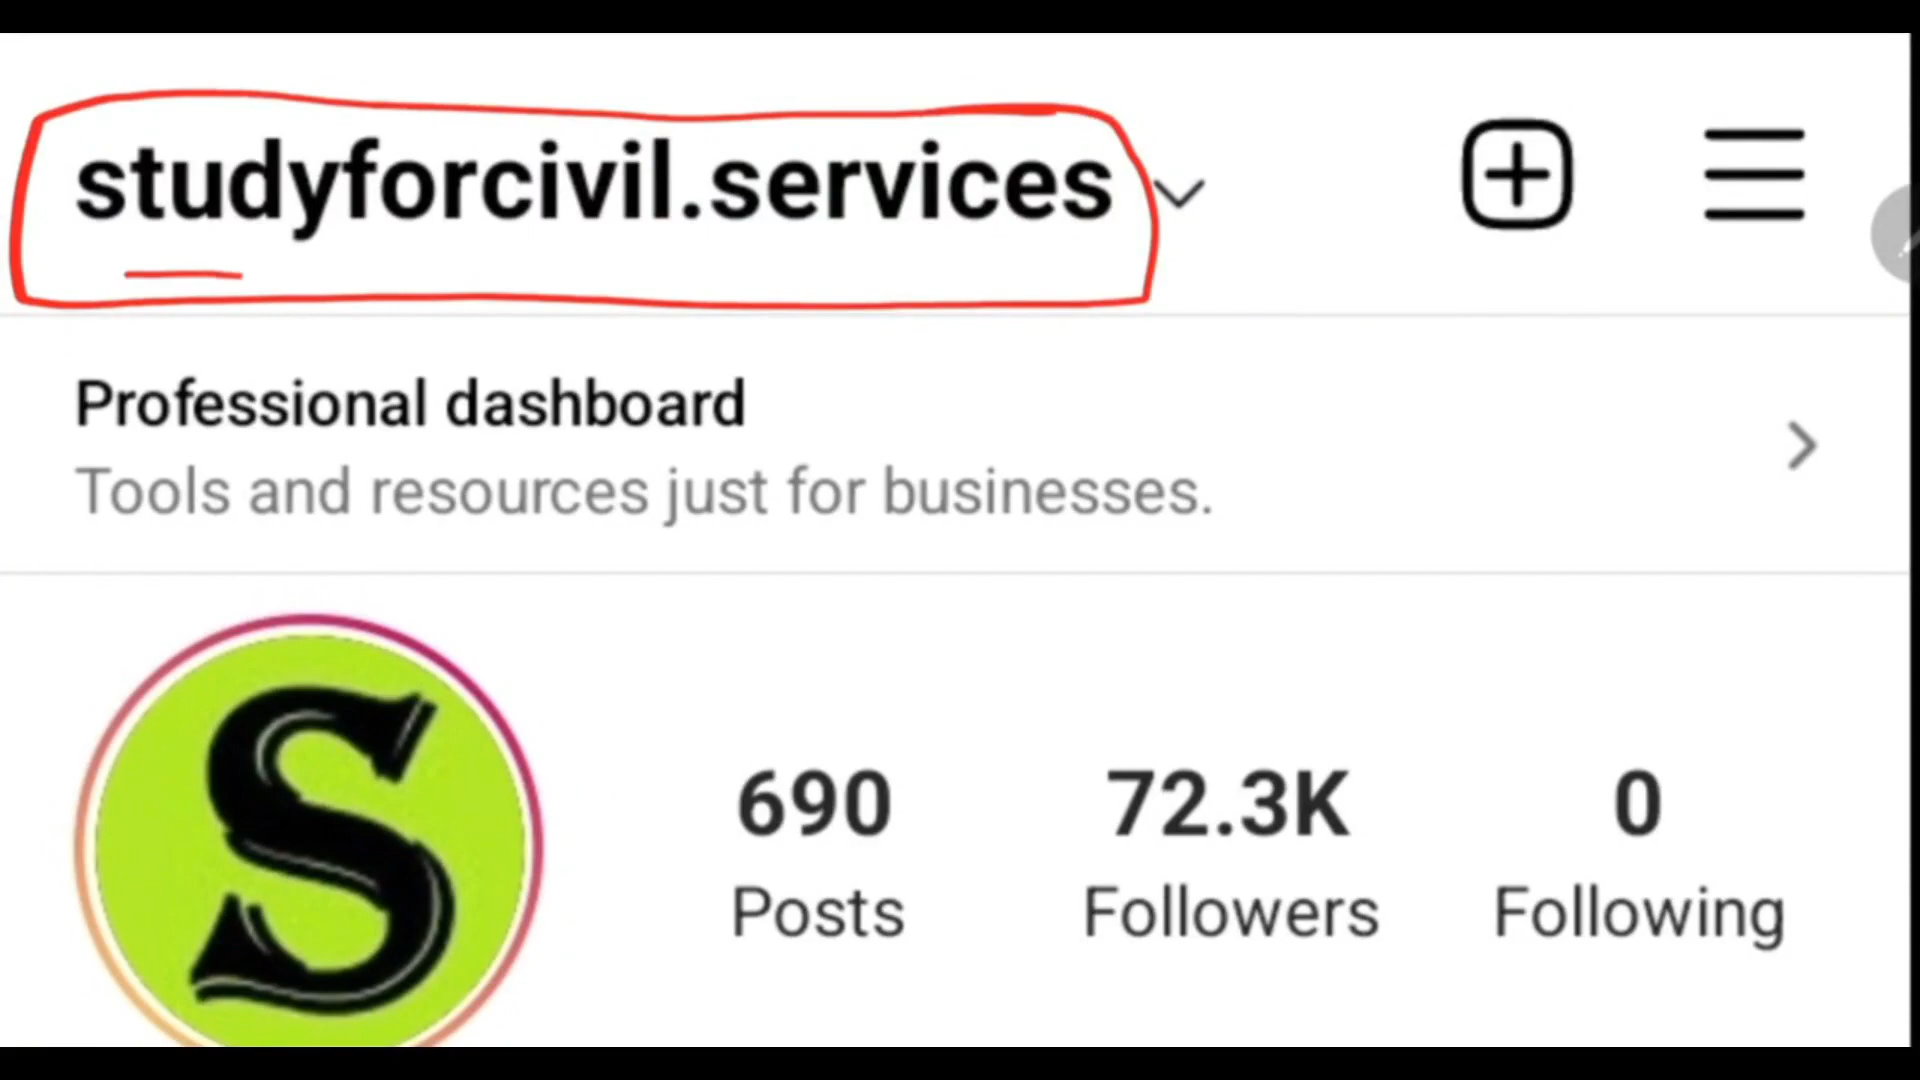 studyforcivil.services
Professional dashboard
Tools and resources just for businesses.
S
690 72.3K 0
Posts Followers Following